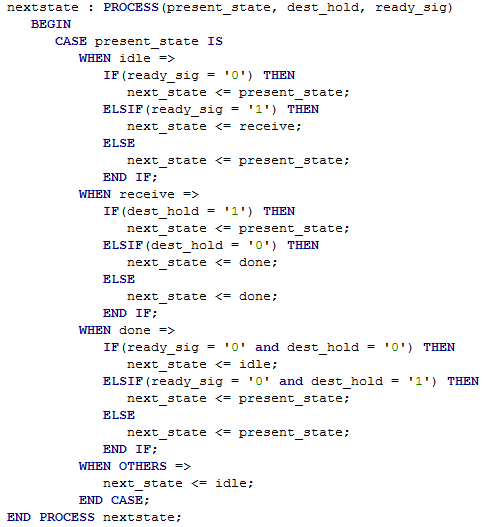 nextstate : PROCESS(present_state, dest_hold, ready_sig)
BEGIN
CASE present_state IS
WHEN idle =>
IF(ready_sig = '0') THEN
next_state <= present_state;
ELSIF(ready_sig = '1') THEN
next_state <= receive;
ELSE
next_state <= present_state;
END IF;
WHEN receive =>
IF(dest_hold = '1') THEN
next_state <= present_state;
ELSIF(dest_hold = '0') THEN
next_state <= done;
ELSE
next_state <= done;
END IF;
WHEN done =>
IF(ready_sig = '0' and dest_hold = '0') THEN
next_state <= idle;
ELSIF(ready_sig = '0' and dest_hold = '1') THEN
next_state <= present_state;
ELSE
next_state <= present_state;
END IF;
WHEN OTHERS =>
next_state <= idle;
END CASE;
END PROCESS nextstate;